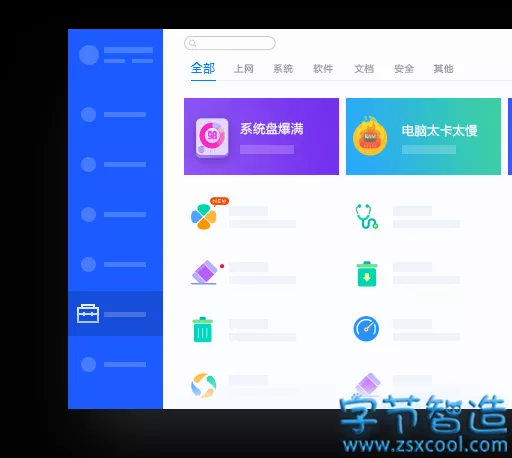 全部 上网 系统 软件 文档 安全 其他
系统盘爆满
电脑太卡太慢
NEW
字节智造
www.zsxcool.com